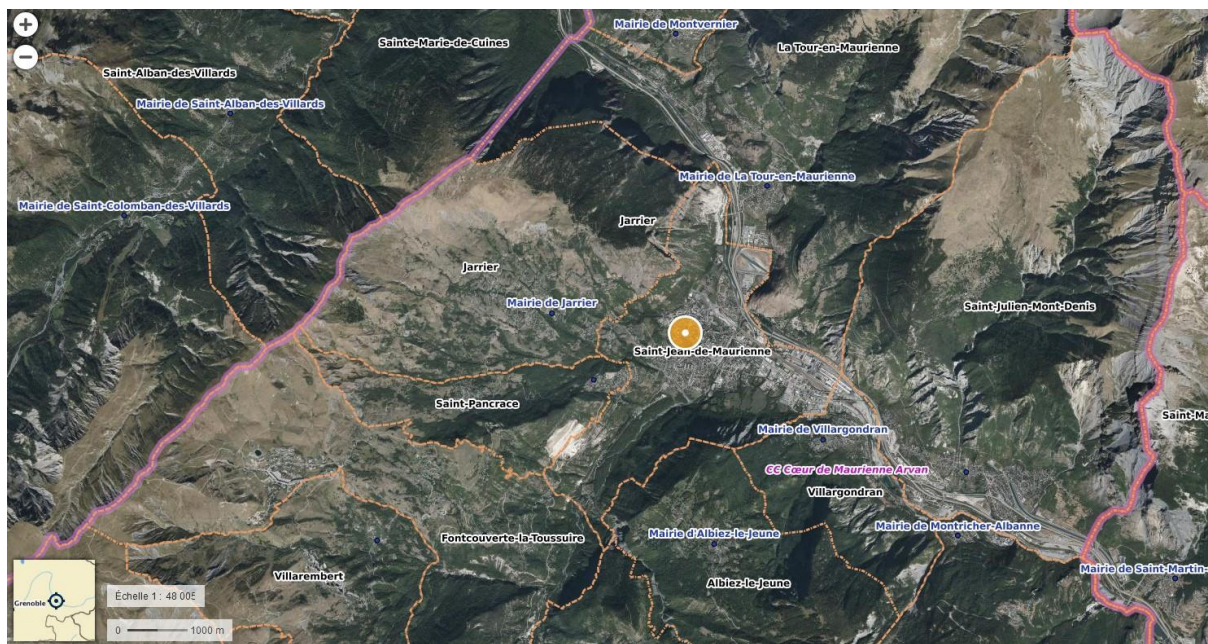 +
−
Mairie de Montvernier
Sainte-Marie-de-Cuines
La Tour-en-Maurienne
Saint-Alban-des-Villards
Mairie de Saint-Alban-des-Villards
Mairie de La Tour-en-Maurienne
Mairie de Saint-Colomban-des-Villards
Jarrier
Jarrier
Mairie de Jarrier
Saint-Julien-Mont-Denis
Saint-Jean-de-Maurienne
Saint-Pancrace
Saint-Ma
Mairie de Villargondran
CC Cœur de Maurienne Arvan
Villargondran
Mairie de Montricher-Albanne
Fontcouverte-la-Toussuire
Mairie d'Albiez-le-Jeune
Villarembert
Albiez-le-Jeune
Mairie de Saint-Martin-
Grenoble
Échelle 1 : 48 005
0 1000 m